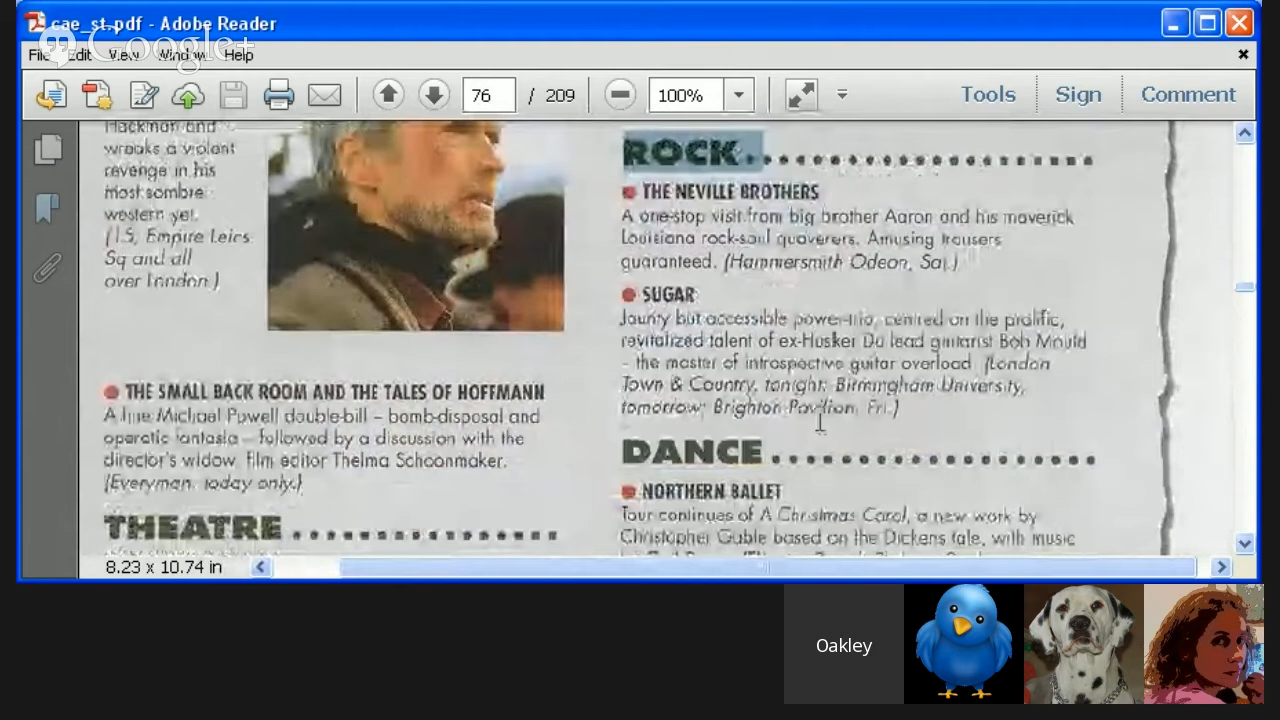 cae_st.pdf - Adobe Reader
Google+
File Edit View Window Help
76 / 209 100% Tools Sign Comment
Hackman and
wreaks a violent
revenge in his
most sombre
western yet.
(15, Empire Leics
Sq and all
over London.)
THE SMALL BACK ROOM AND THE TALES OF HOFFMANN
A fine Michael Powell double-bill – bomb-disposal and
operatic fantasia – followed by a discussion with the
director's widow, film editor Thelma Schoonmaker.
(Everyman, today only.)
THEATRE
ROCK
THE NEVILLE BROTHERS
A one-stop visit from big brother Aaron and his maverick
Louisiana rock-soul quaverers. Amusing trousers
guaranteed. (Hammersmith Odeon, Sat.)
SUGAR
Jaunty but accessible power-trio, centred on the prolific,
revitalized talent of ex-Husker Du lead guitarist Bob Mould
– the master of introspective guitar overload. (London
Town & Country, tonight; Birmingham University,
tomorrow; Brighton Pavilion, Fri.)
DANCE
NORTHERN BALLET
Tour continues of A Christmas Carol, a new work by
Christopher Gable based on the Dickens tale, with music
8.23 x 10.74 in
Oakley